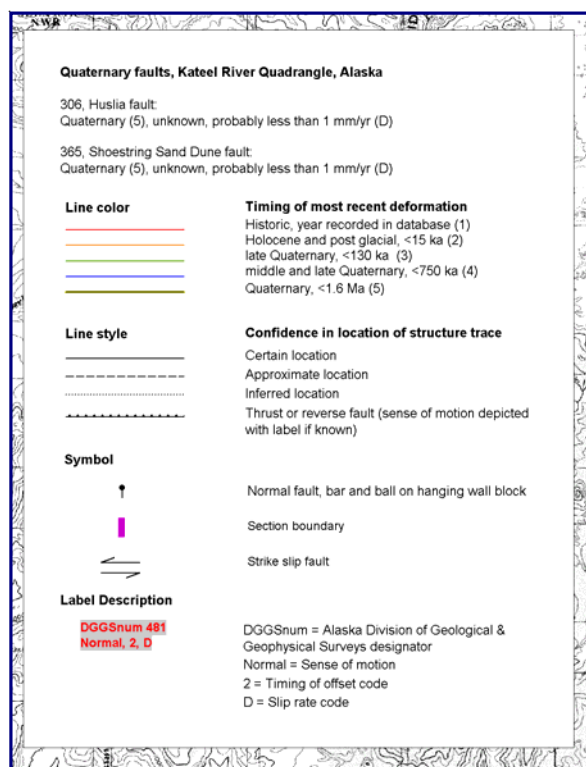 NWR
Quaternary faults, Kateel River Quadrangle, Alaska
306, Huslia fault:
Quaternary (5), unknown, probably less than 1 mm/yr (D)
365, Shoestring Sand Dune fault:
Quaternary (5), unknown, probably less than 1 mm/yr (D)
Line color
Timing of most recent deformation
Historic, year recorded in database (1)
Holocene and post glacial, <15 ka (2)
late Quaternary, <130 ka (3)
middle and late Quaternary, <750 ka (4)
Quaternary, <1.6 Ma (5)
Line style
Confidence in location of structure trace
Certain location
Approximate location
Inferred location
Thrust or reverse fault (sense of motion depicted
with label if known)
Symbol
Normal fault, bar and ball on hanging wall block
Section boundary
Strike slip fault
Label Description
DGGSnum 481
Normal, 2, D
DGGSnum = Alaska Division of Geological &
Geophysical Surveys designator
Normal = Sense of motion
2 = Timing of offset code
D = Slip rate code